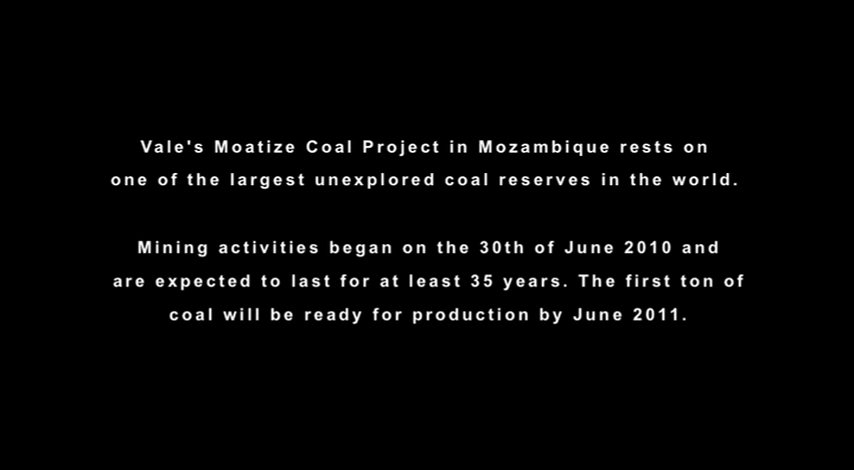 Vale's Moatize Coal Project in Mozambique rests on
one of the largest unexplored coal reserves in the world.
Mining activities began on the 30th of June 2010 and
are expected to last for at least 35 years. The first ton of
coal will be ready for production by June 2011.